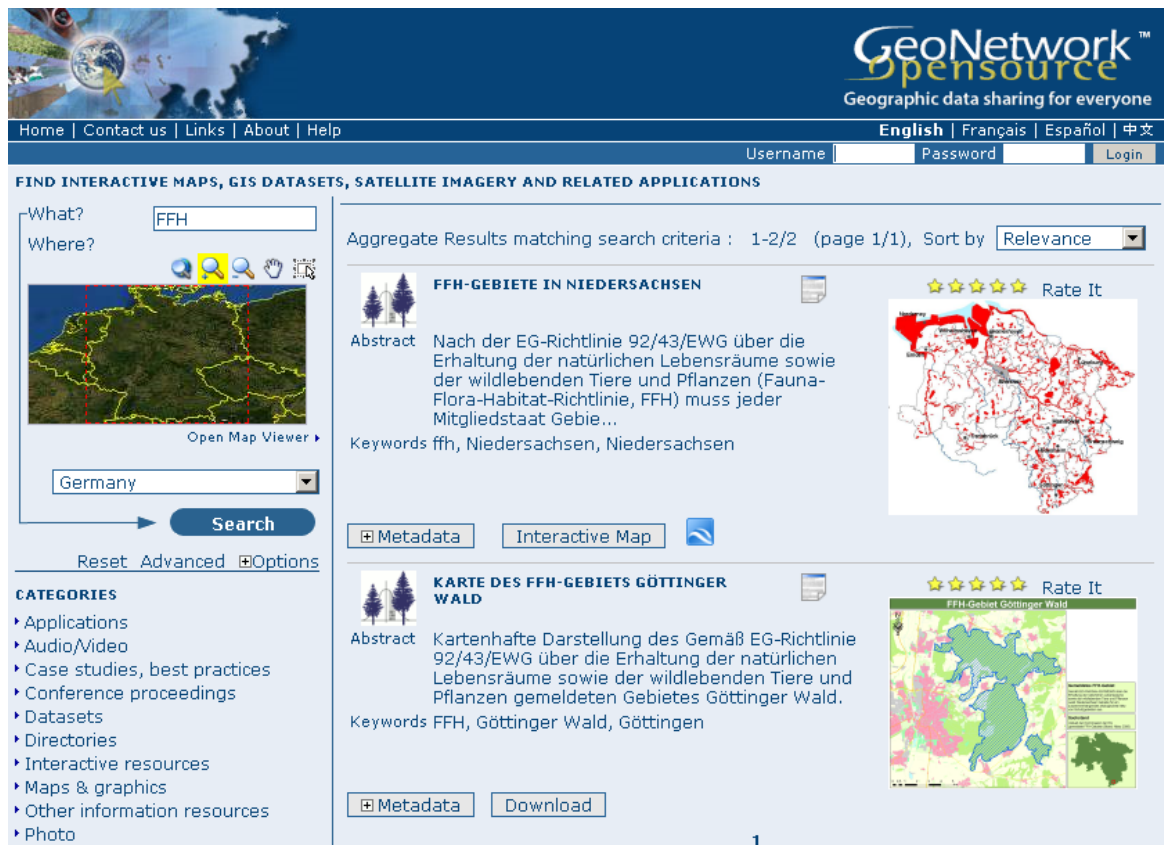 GeoNetwork ™
Opensource
Geographic data sharing for everyone
Home | Contact us | Links | About | Help
English | Français | Español | 中文
Username Password Login
FIND INTERACTIVE MAPS, GIS DATASETS, SATELLITE IMAGERY AND RELATED APPLICATIONS
What? FFH
Where?
Open Map Viewer
Germany
Search
Reset Advanced Options
CATEGORIES
Applications
Audio/Video
Case studies, best practices
Conference proceedings
Datasets
Directories
Interactive resources
Maps & graphics
Other information resources
Photo
Aggregate Results matching search criteria : 1-2/2 (page 1/1), Sort by Relevance
FFH-GEBIETE IN NIEDERSACHSEN
Rate It
Abstract Nach der EG-Richtlinie 92/43/EWG über die
Erhaltung der natürlichen Lebensräume sowie
der wildlebenden Tiere und Pflanzen (Fauna-
Flora-Habitat-Richtlinie, FFH) muss jeder
Mitgliedstaat Gebie...
Keywords ffh, Niedersachsen, Niedersachsen
Metadata Interactive Map
KARTE DES FFH-GEBIETS GÖTTINGER
WALD
Rate It
FFH-Gebiet Göttinger Wald
Abstract Kartenhafte Darstellung des Gemäß EG-Richtlinie
92/43/EWG über die Erhaltung der natürlichen
Lebensräume sowie der wildlebenden Tiere und
Pflanzen gemeldeten Gebietes Göttinger Wald.
Keywords FFH, Göttinger Wald, Göttingen
Metadata Download
1